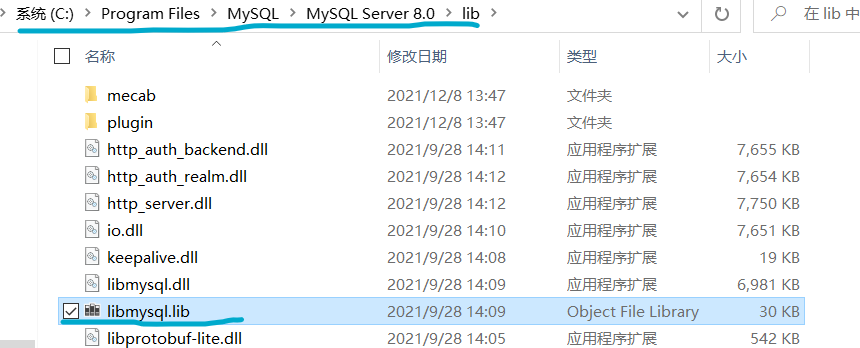 系统 (C:) > Program Files > MySQL > MySQL Server 8.0 > lib > 在 lib 中
名称 修改日期 类型 大小
mecab 2021/12/8 13:47 文件夹
plugin 2021/12/8 13:47 文件夹
http_auth_backend.dll 2021/9/28 14:11 应用程序扩展 7,655 KB
http_auth_realm.dll 2021/9/28 14:12 应用程序扩展 7,654 KB
http_server.dll 2021/9/28 14:12 应用程序扩展 7,750 KB
io.dll 2021/9/28 14:10 应用程序扩展 7,651 KB
keepalive.dll 2021/9/28 14:08 应用程序扩展 19 KB
libmysql.dll 2021/9/28 14:09 应用程序扩展 6,981 KB
libmysql.lib 2021/9/28 14:09 Object File Library 30 KB
libprotobuf-lite.dll 2021/9/28 14:05 应用程序扩展 542 KB